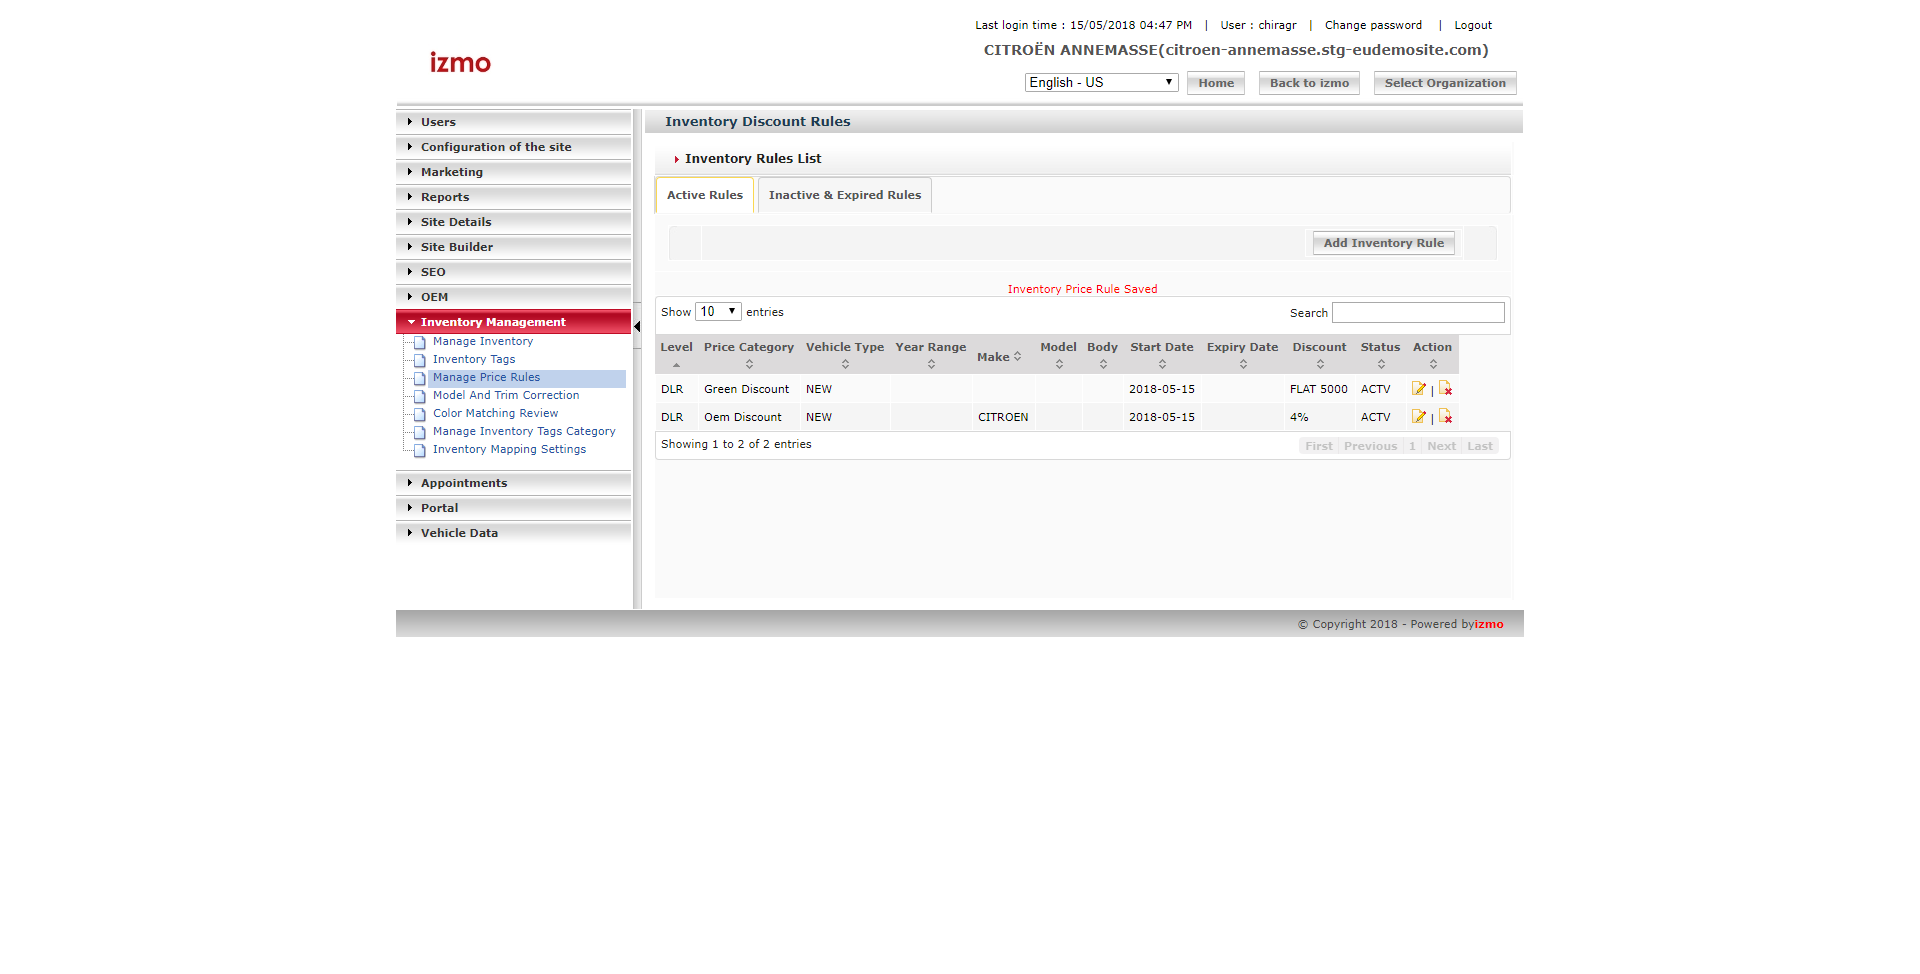 Last login time : 15/05/2018 04:47 PM | User : chiragr | Change password | Logout
izmo
CITROËN ANNEMASSE(citroen-annemasse.stg-eudemosite.com)
English - US Home Back to izmo Select Organization
Users
Configuration of the site
Marketing
Reports
Site Details
Site Builder
SEO
OEM
Inventory Management
Manage Inventory
Inventory Tags
Manage Price Rules
Model And Trim Correction
Color Matching Review
Manage Inventory Tags Category
Inventory Mapping Settings
Appointments
Portal
Vehicle Data
Inventory Discount Rules
Inventory Rules List
Active Rules Inactive & Expired Rules
Add Inventory Rule
Inventory Price Rule Saved
Show 10 entries Search
Level Price Category Vehicle Type Year Range Make Model Body Start Date Expiry Date Discount Status Action
DLR Green Discount NEW 2018-05-15 FLAT 5000 ACTV |
DLR Oem Discount NEW CITROEN 2018-05-15 4% ACTV |
Showing 1 to 2 of 2 entries First Previous 1 Next Last
© Copyright 2018 - Powered byizmo